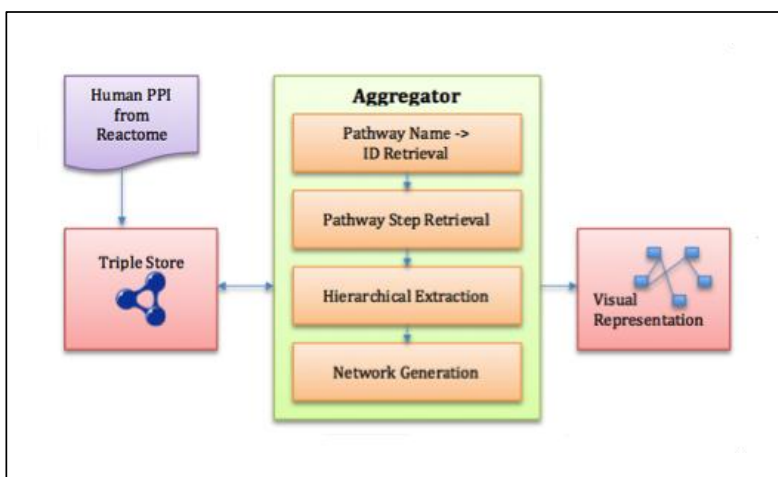 Human PPI
from
Reactome
Aggregator
Pathway Name ->
ID Retrieval
Pathway Step Retrieval
Triple Store
Hierarchical Extraction
Visual
Representation
Network Generation